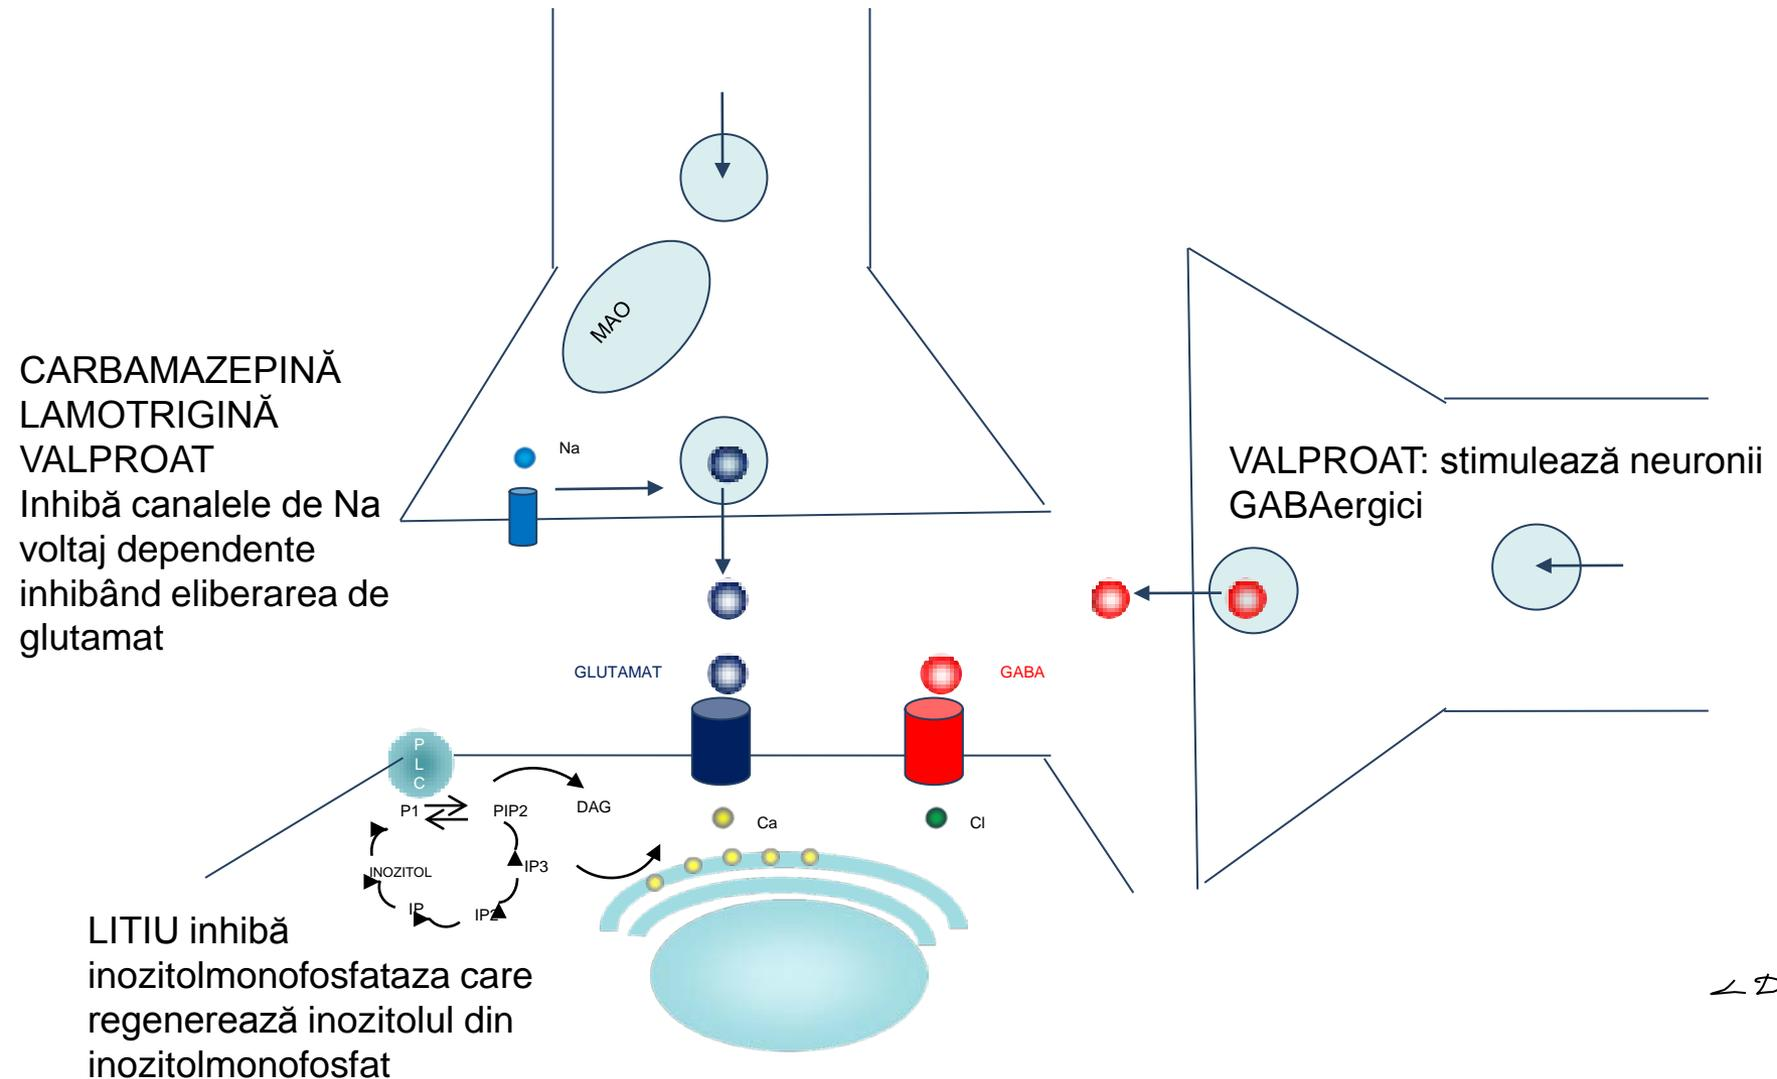 MAO
CARBAMAZEPINĂ
LAMOTRIGINĂ
VALPROAT
Inhibă canalele de Na
voltaj dependente
inhibând eliberarea de
glutamat
Na
VALPROAT: stimulează neuronii
GABAergici
GLUTAMAT
GABA
P
L
C
P1
PIP2
DAG
Ca
Cl
INOZITOL
IP3
IP
IP2
LITIU inhibă
inozitolmonofosfataza care
regenerează inozitolul din
inozitolmonofosfat
LD